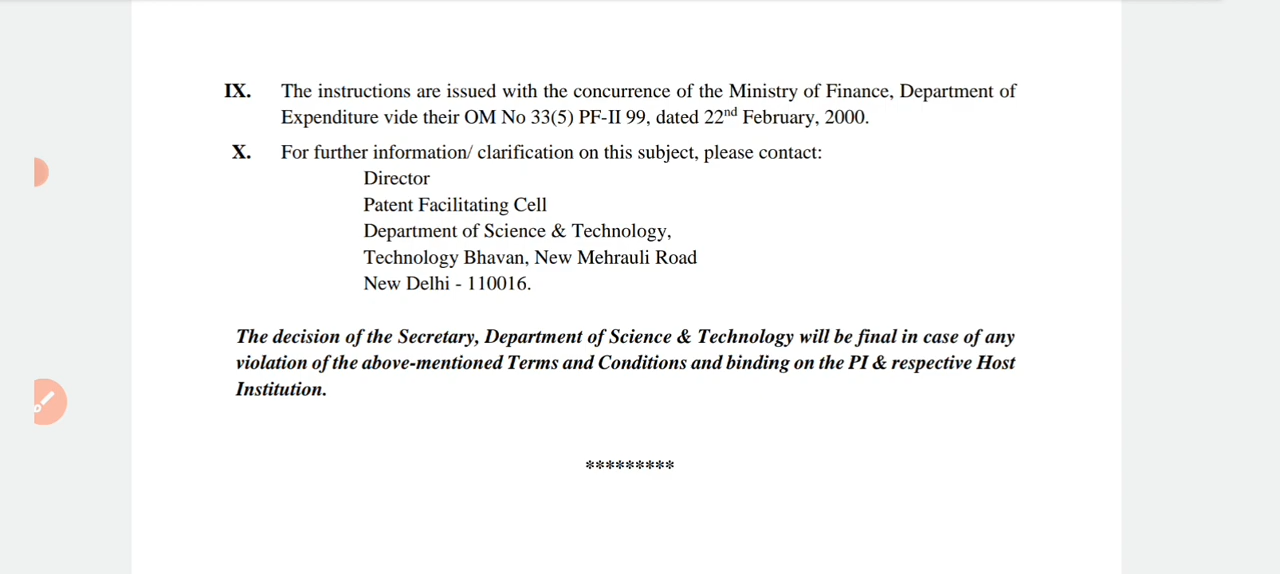 IX. The instructions are issued with the concurrence of the Ministry of Finance, Department of
Expenditure vide their OM No 33(5) PF-II 99, dated 22nd February, 2000.
X. For further information/ clarification on this subject, please contact:
Director
Patent Facilitating Cell
Department of Science & Technology,
Technology Bhavan, New Mehrauli Road
New Delhi - 110016.
The decision of the Secretary, Department of Science & Technology will be final in case of any
violation of the above-mentioned Terms and Conditions and binding on the PI & respective Host
Institution.
*********